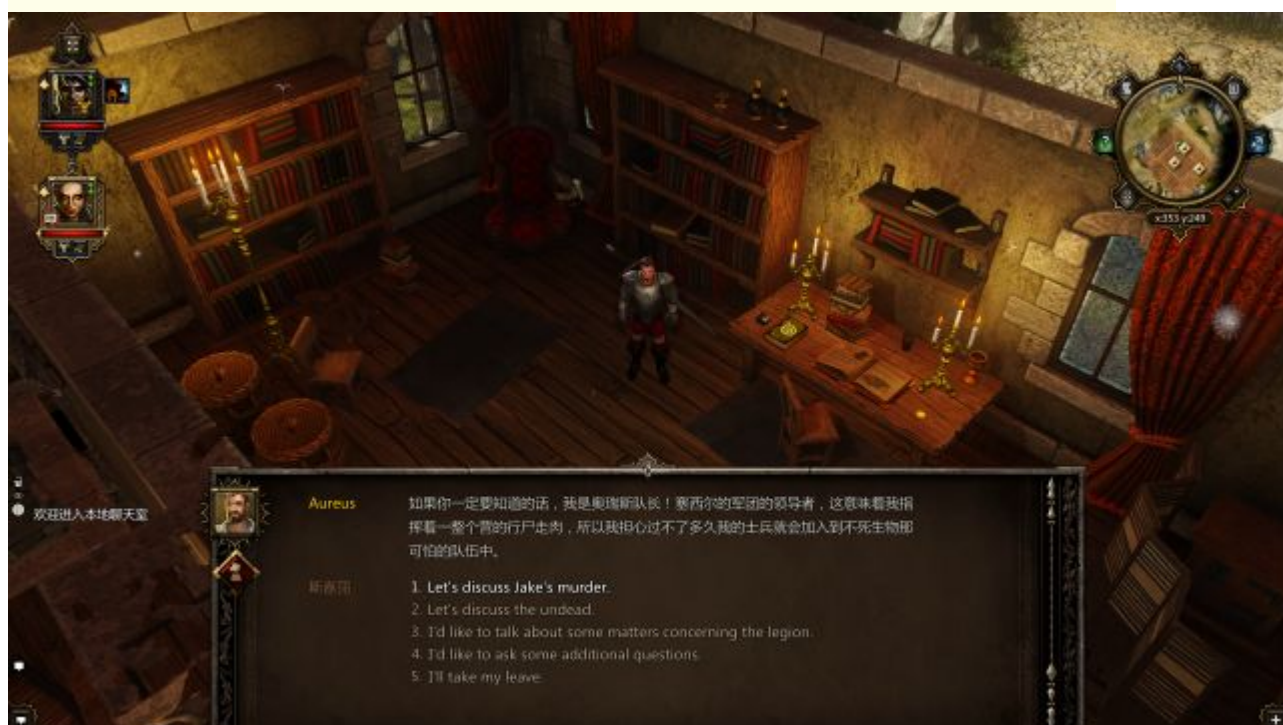 x:353 y:249
欢迎进入本地聊天室
Aureus
如果你一定要知道的话，我是奥瑞斯队长！塞西尔的军团的领导者，这意味着我指
挥着一整个营的行尸走肉，所以我担心过不了多久我的士兵就会加入到不死生物那
可怕的队伍中。
1. Let's discuss Jake's murder.
2. Let's discuss the undead.
3. I'd like to talk about some matters concerning the legion.
4. I'd like to ask some additional questions.
5. I'll take my leave.